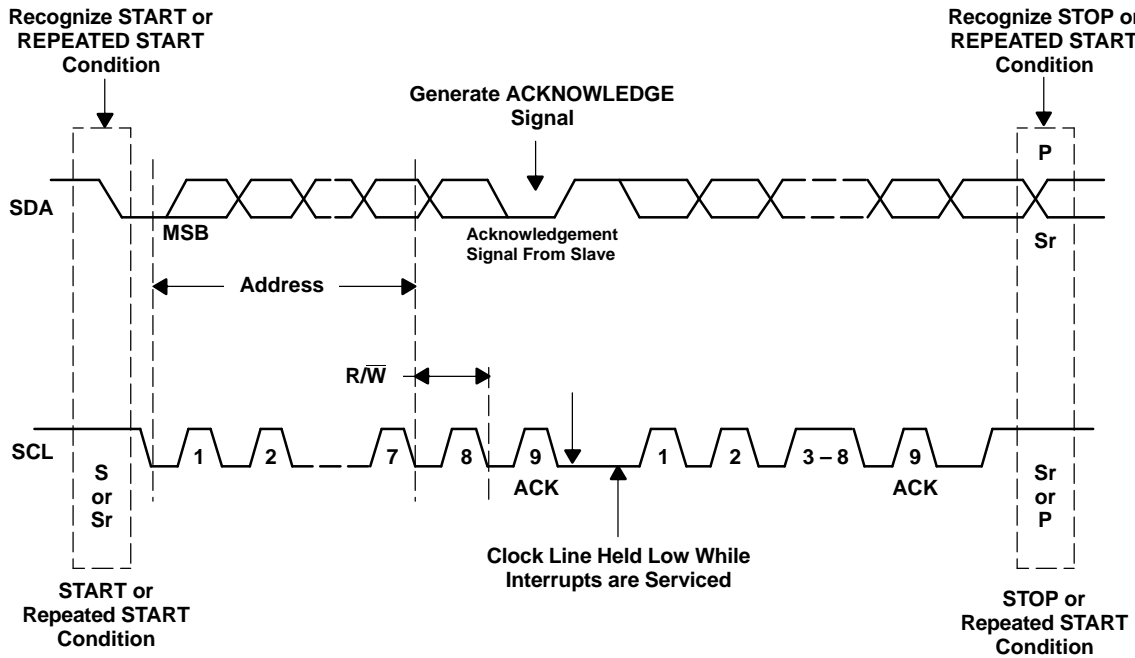 Recognize START or
REPEATED START
Condition
Recognize STOP or
REPEATED START
Condition
Generate ACKNOWLEDGE
Signal
P
SDA
MSB
Acknowledgement
Signal From Slave
Sr
Address
R/W̅
SCL
S
or
Sr
1
2
7
8
9
1
2
3 – 8
9
ACK
ACK
Sr
or
P
Clock Line Held Low While
Interrupts are Serviced
START or
Repeated START
Condition
STOP or
Repeated START
Condition